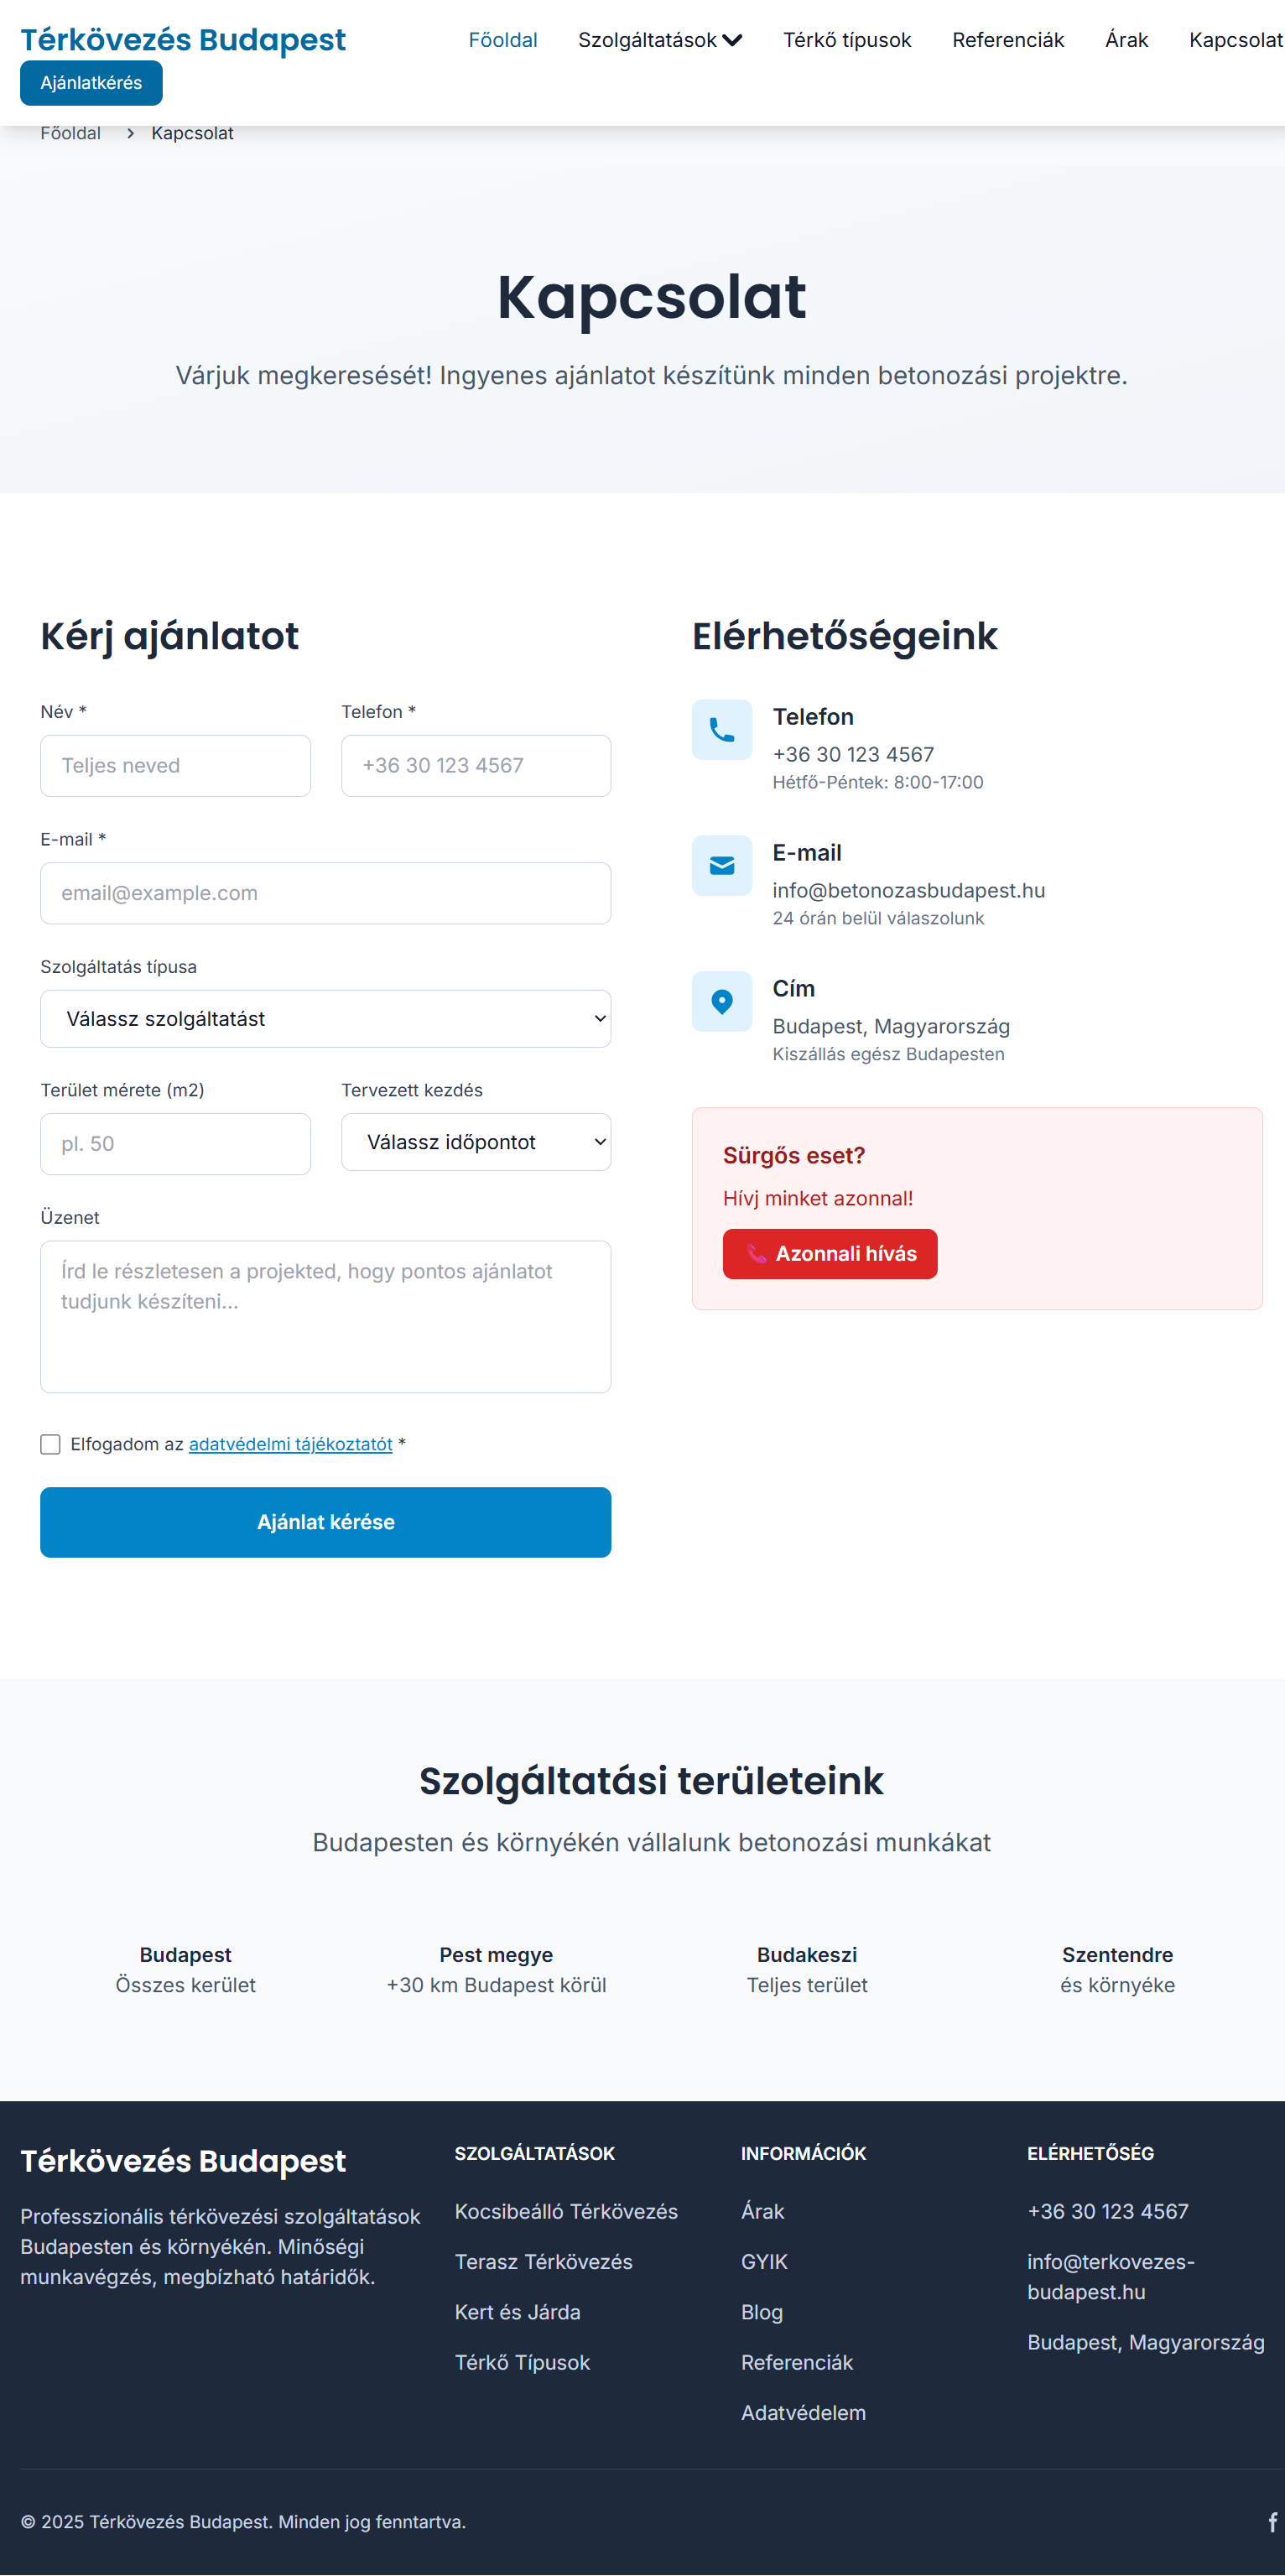 Térkövezés Budapest
Főoldal
Szolgáltatások
Térkő típusok
Referenciák
Árak
Kapcsolat
Ajánlatkérés
Főoldal > Kapcsolat
Kapcsolat
Várjuk megkeresését! Ingyenes ajánlatot készítünk minden betonozási projektre.
Kérj ajánlatot
Név *
Telefon *
Teljes neved
+36 30 123 4567
E-mail *
email@example.com
Szolgáltatás típusa
Válassz szolgáltatást
Terület mérete (m2)
Tervezett kezdés
pl. 50
Válassz időpontot
Üzenet
Írd le részletesen a projekted, hogy pontos ajánlatot
tudjunk készíteni...
Elfogadom az adatvédelmi tájékoztatót *
Ajánlat kérése
Elérhetőségeink
Telefon
+36 30 123 4567
Hétfő-Péntek: 8:00-17:00
E-mail
info@betonozasbudapest.hu
24 órán belül válaszolunk
Cím
Budapest, Magyarország
Kiszállás egész Budapesten
Sürgős eset?
Hívj minket azonnal!
Azonnali hívás
Szolgáltatási területeink
Budapesten és környékén vállalunk betonozási munkákat
Budapest
Összes kerület
Pest megye
+30 km Budapest körül
Budakeszi
Teljes terület
Szentendre
és környéke
Térkövezés Budapest
Professzionális térkövezési szolgáltatások
Budapesten és környékén. Minőségi
munkavégzés, megbízható határidők.
SZOLGÁLTATÁSOK
Kocsibeálló Térkövezés
Terasz Térkövezés
Kert és Járda
Térkő Típusok
INFORMÁCIÓK
Árak
GYIK
Blog
Referenciák
Adatvédelem
ELÉRHETŐSÉG
+36 30 123 4567
info@terkovezes-
budapest.hu
Budapest, Magyarország
© 2025 Térkövezés Budapest. Minden jog fenntartva.